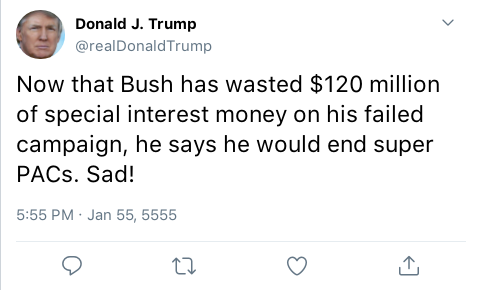 Donald J. Trump
@realDonaldTrump
Now that Bush has wasted $120 million
of special interest money on his failed
campaign, he says he would end super
PACs. Sad!
5:55 PM · Jan 55, 5555